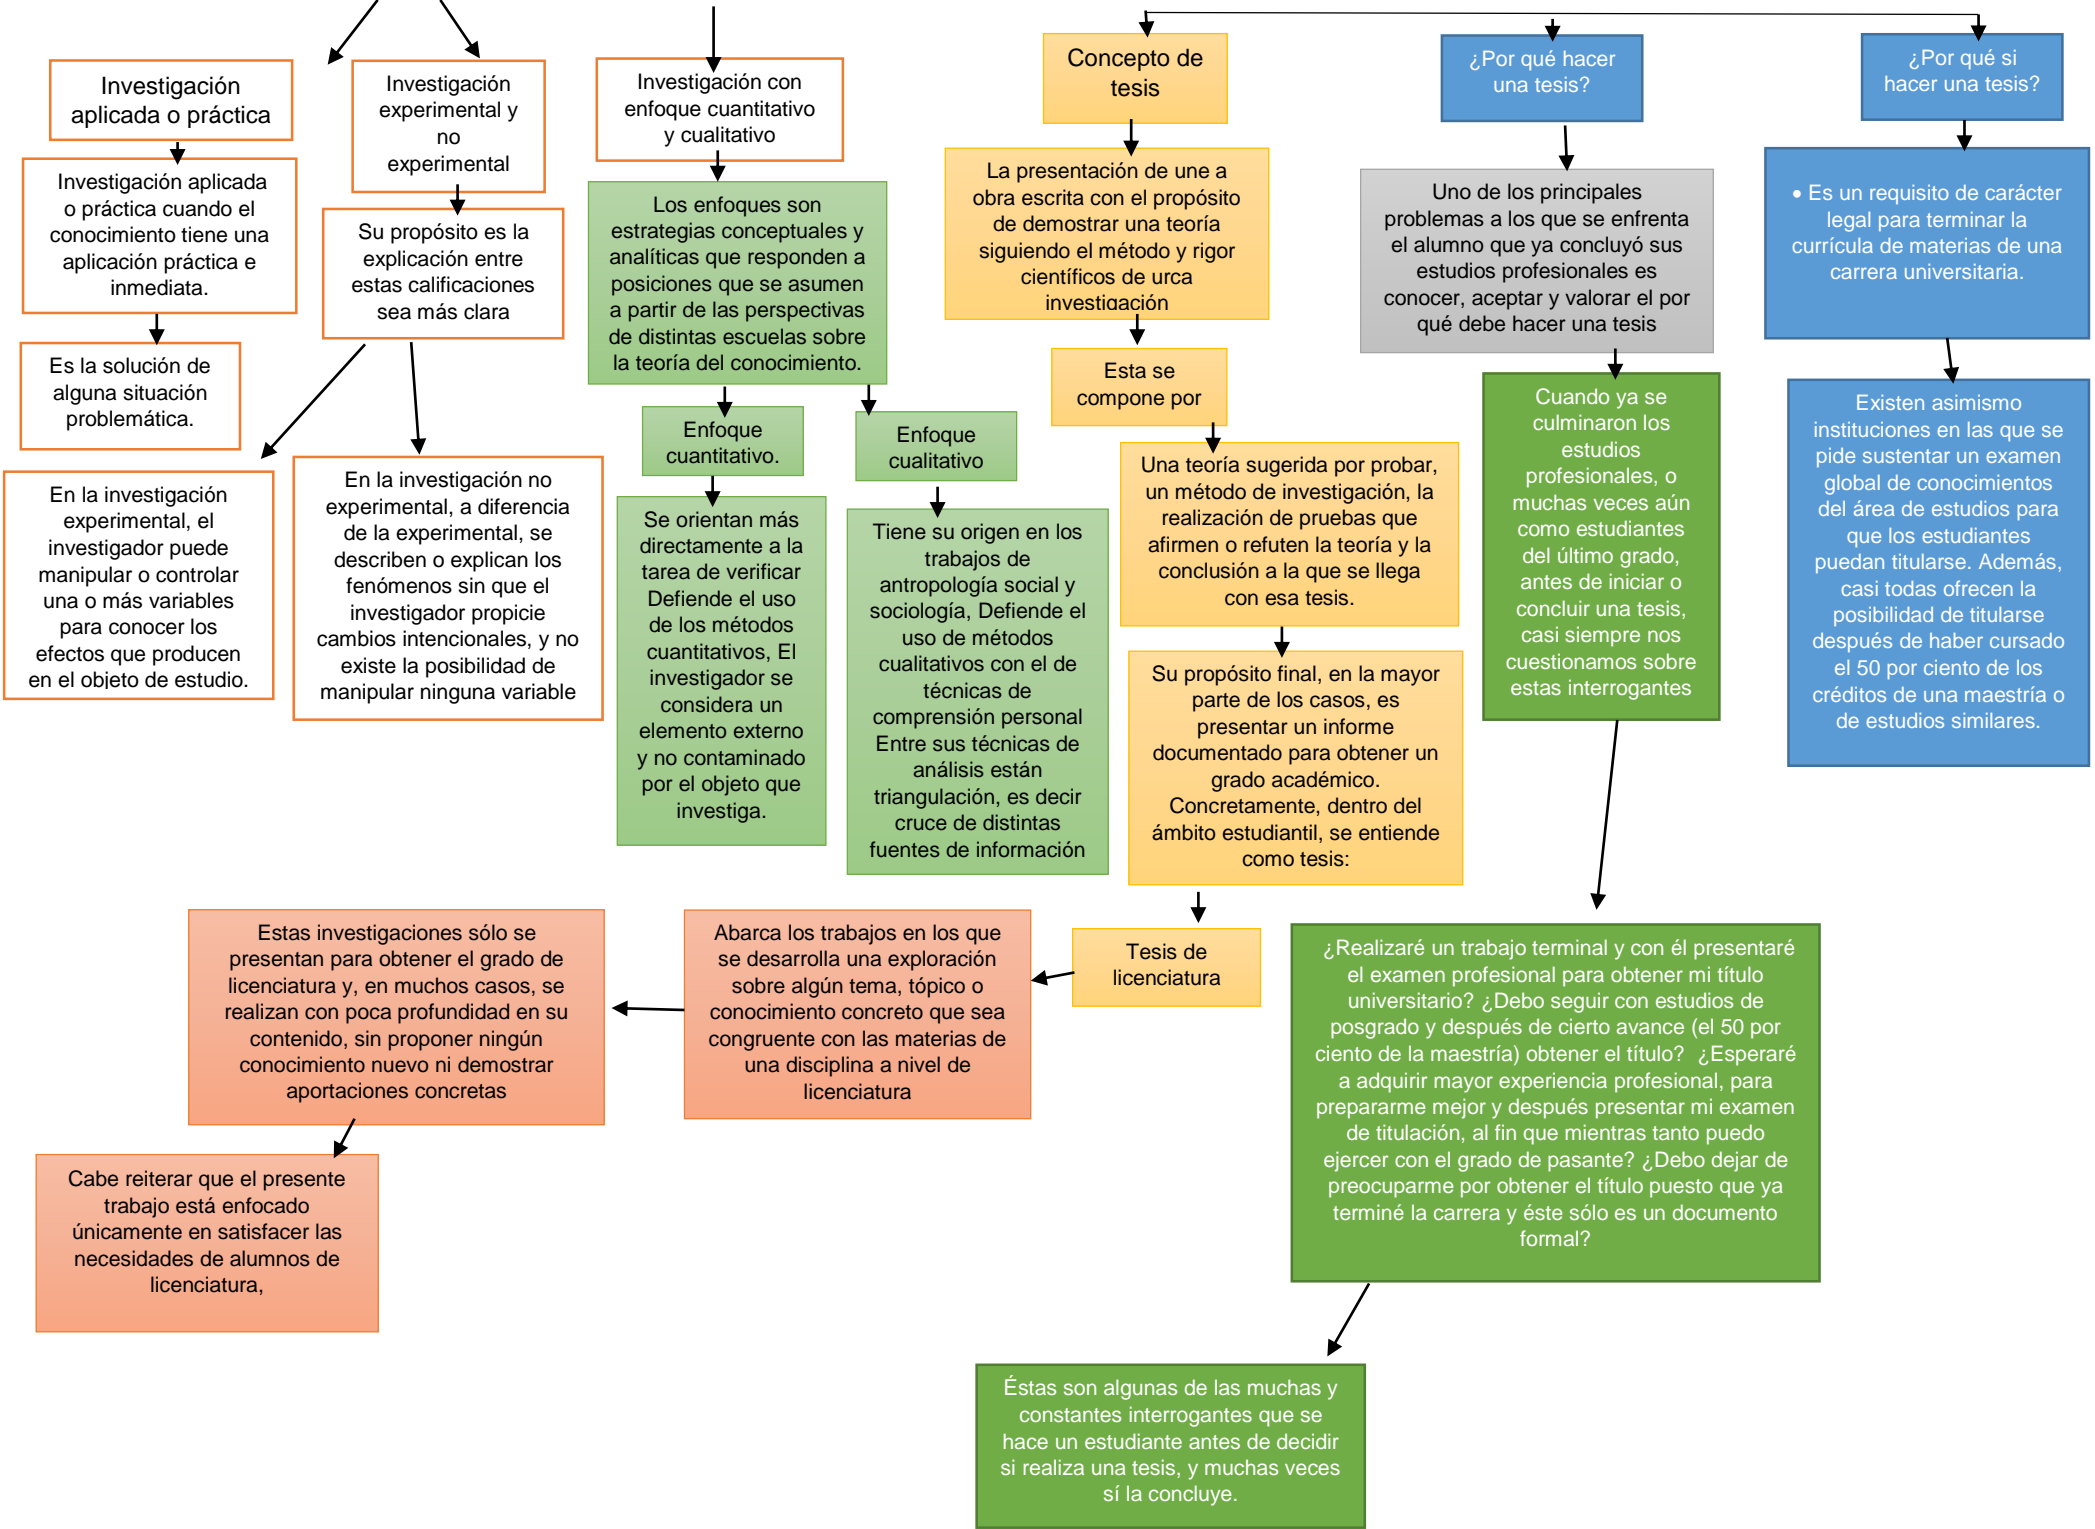 Investigación
aplicada o práctica
Investigación aplicada
o práctica cuando el
conocimiento tiene una
aplicación práctica e
inmediata.
Es la solución de
alguna situación
problemática.
Investigación
experimental y
no
experimental
Su propósito es la
explicación entre
estas calificaciones
sea más clara
En la investigación
experimental, el
investigador puede
manipular o controlar
una o más variables
para conocer los
efectos que producen
en el objeto de estudio.
En la investigación no
experimental, a diferencia
de la experimental, se
describen o explican los
fenómenos sin que el
investigador propicie
cambios intencionales, y no
existe la posibilidad de
manipular ninguna variable
Investigación con
enfoque cuantitativo
y cualitativo
Los enfoques son
estrategias conceptuales y
analíticas que responden a
posiciones que se asumen
a partir de las perspectivas
de distintas escuelas sobre
la teoría del conocimiento.
Enfoque
cuantitativo.
Se orientan más
directamente a la
tarea de verificar
Defiende el uso
de los métodos
cuantitativos, El
investigador se
considera un
elemento externo
y no contaminado
por el objeto que
investiga.
Enfoque
cualitativo
Tiene su origen en los
trabajos de
antropología social y
sociología, Defiende el
uso de métodos
cualitativos con el de
técnicas de
comprensión personal
Entre sus técnicas de
análisis están
triangulación, es decir
cruce de distintas
fuentes de información
Concepto de
tesis
La presentación de une a
obra escrita con el propósito
de demostrar una teoría
siguiendo el método y rigor
científicos de urca
investigación
Esta se
compone por
Una teoría sugerida por probar,
un método de investigación, la
realización de pruebas que
afirmen o refuten la teoría y la
conclusión a la que se llega
con esa tesis.
Su propósito final, en la mayor
parte de los casos, es
presentar un informe
documentado para obtener un
grado académico.
Concretamente, dentro del
ámbito estudiantil, se entiende
como tesis:
Tesis de
licenciatura
Abarca los trabajos en los que
se desarrolla una exploración
sobre algún tema, tópico o
conocimiento concreto que sea
congruente con las materias de
una disciplina a nivel de
licenciatura
Estas investigaciones sólo se
presentan para obtener el grado de
licenciatura y, en muchos casos, se
realizan con poca profundidad en su
contenido, sin proponer ningún
conocimiento nuevo ni demostrar
aportaciones concretas
Cabe reiterar que el presente
trabajo está enfocado
únicamente en satisfacer las
necesidades de alumnos de
licenciatura,
¿Por qué hacer
una tesis?
Uno de los principales
problemas a los que se enfrenta
el alumno que ya concluyó sus
estudios profesionales es
conocer, aceptar y valorar el por
qué debe hacer una tesis
Cuando ya se
culminaron los
estudios
profesionales, o
muchas veces aún
como estudiantes
del último grado,
antes de iniciar o
concluir una tesis,
casi siempre nos
cuestionamos sobre
estas interrogantes
¿Realizaré un trabajo terminal y con él presentaré
el examen profesional para obtener mi título
universitario? ¿Debo seguir con estudios de
posgrado y después de cierto avance (el 50 por
ciento de la maestría) obtener el título? ¿Esperaré
a adquirir mayor experiencia profesional, para
prepararme mejor y después presentar mi examen
de titulación, al fin que mientras tanto puedo
ejercer con el grado de pasante? ¿Debo dejar de
preocuparme por obtener el título puesto que ya
terminé la carrera y éste sólo es un documento
formal?
Éstas son algunas de las muchas y
constantes interrogantes que se
hace un estudiante antes de decidir
si realiza una tesis, y muchas veces
sí la concluye.
¿Por qué si
hacer una tesis?
• Es un requisito de carácter
legal para terminar la
currícula de materias de una
carrera universitaria.
Existen asimismo
instituciones en las que se
pide sustentar un examen
global de conocimientos
del área de estudios para
que los estudiantes
puedan titularse. Además,
casi todas ofrecen la
posibilidad de titularse
después de haber cursado
el 50 por ciento de los
créditos de una maestría o
de estudios similares.